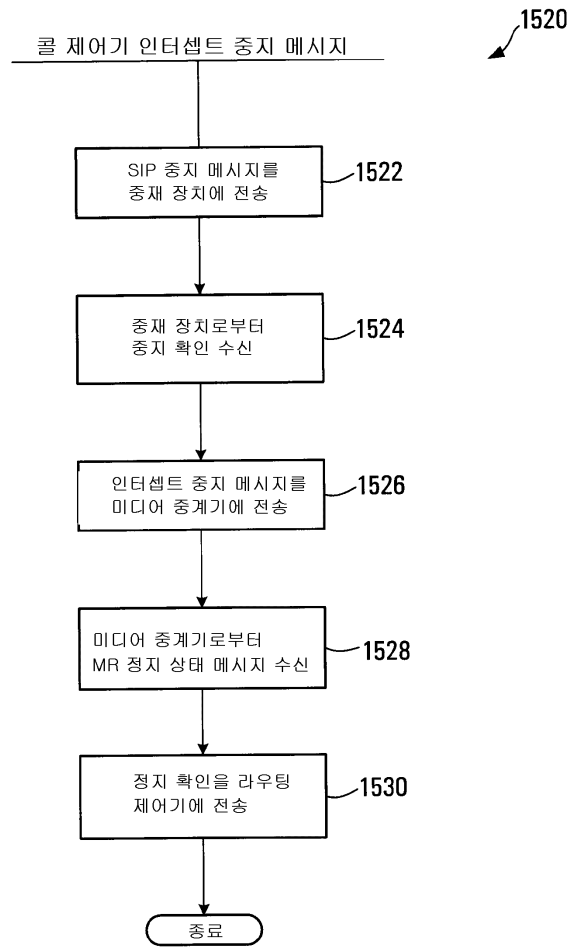 1520
콜 제어기 인터셉트 중지 메시지
SIP 중지 메시지를
중재 장치에 전송
1522
중재 장치로부터
중지 확인 수신
1524
인터셉트 중지 메시지를
미디어 중계기에 전송
1526
미디어 중계기로부터
MR 정지 상태 메시지 수신
1528
정지 확인을 라우팅
제어기에 전송
1530
종료